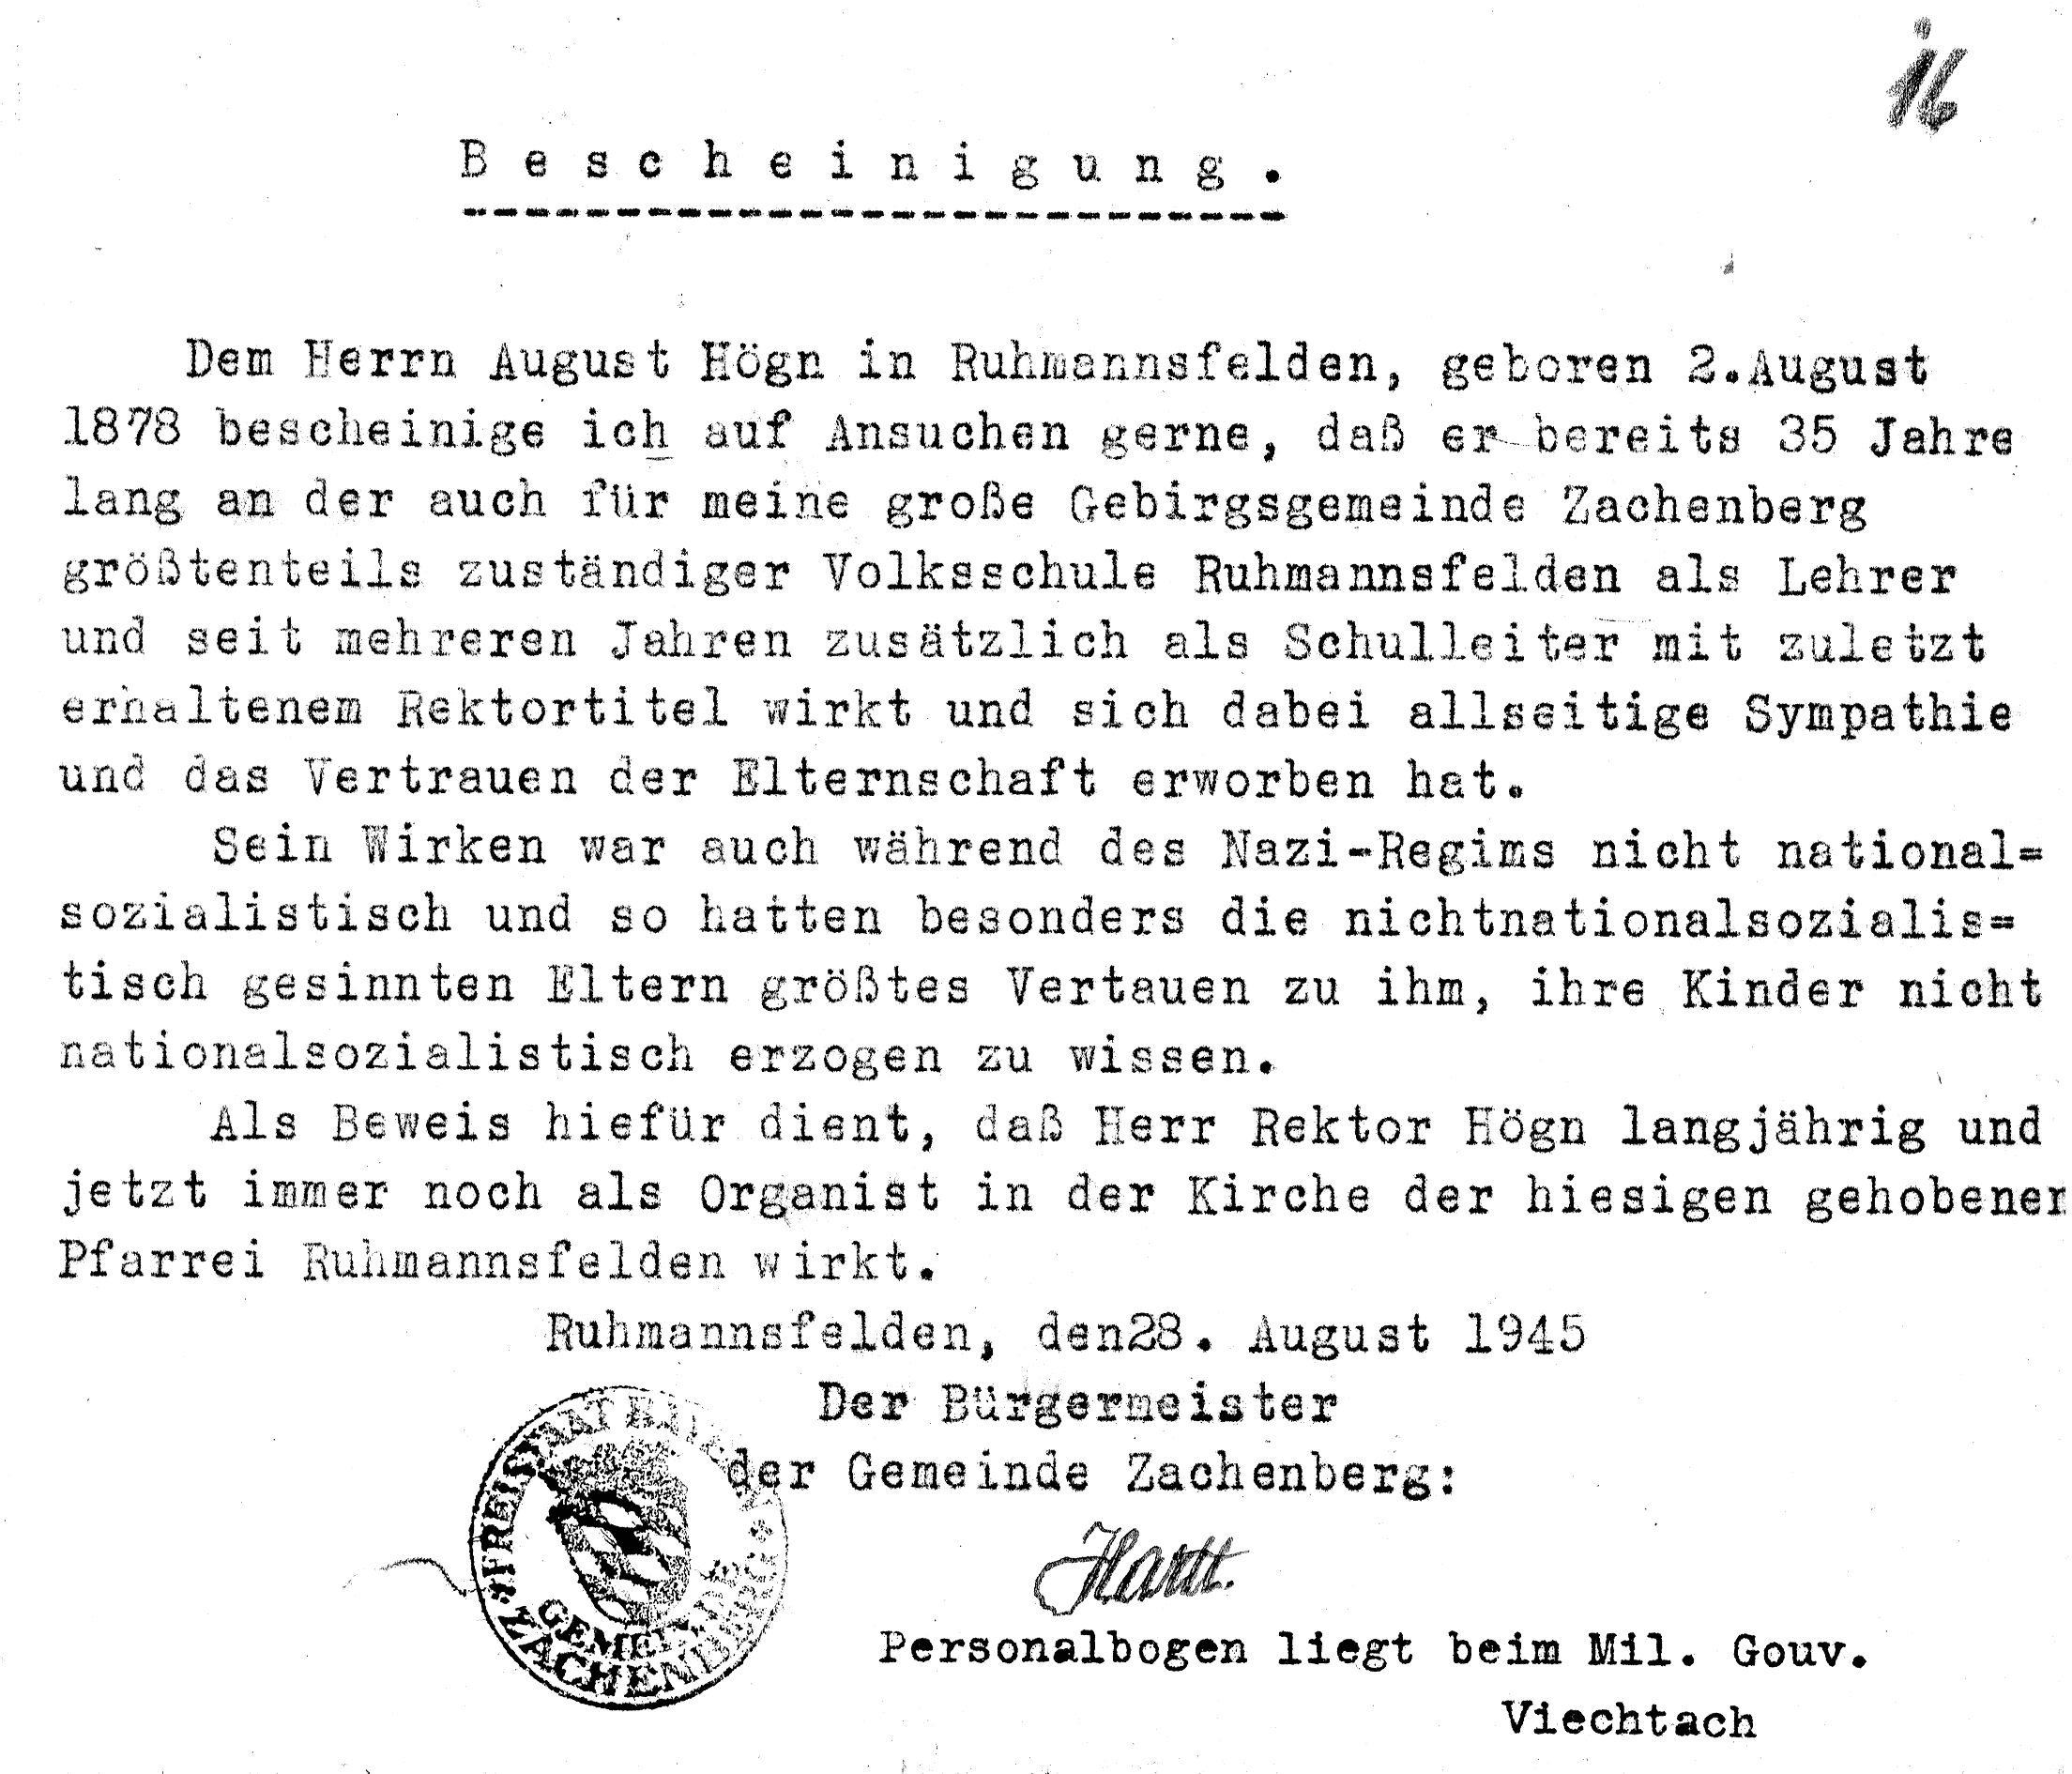 16
Bescheinigung.
Dem Herrn August Högn in Ruhmannsfelden, geboren 2.August
1878 bescheinige ich auf Ansuchen gerne, daß er bereits 35 Jahre
lang an der auch für meine große Gebirgsgemeinde Zachenberg
größtenteils zuständiger Volksschule Ruhmannsfelden als Lehrer
und seit mehreren Jahren zusätzlich als Schulleiter mit zuletzt
erhaltenem Rektortitel wirkt und sich dabei allseitige Sympathie
und das Vertrauen der Elternschaft erworben hat.
Sein Wirken war auch während des Nazi-Regims nicht national=
sozialistisch und so hatten besonders die nichtnationalsozialis=
tisch gesinnten Eltern größtes Vertauen zu ihm, ihre Kinder nicht
nationalsozialistisch erzogen zu wissen.
Als Beweis hiefür dient, daß Herr Rektor Högn langjährig und
jetzt immer noch als Organist in der Kirche der hiesigen gehobenen
Pfarrei Ruhmannsfelden wirkt.
Ruhmannsfelden, den28. August 1945
Der Bürgermeister
der Gemeinde Zachenberg:
FREISTAAT BAYERN
GEMEINDE
ZACHENBERG
Personalbogen liegt beim Mil. Gouv.
Viechtach